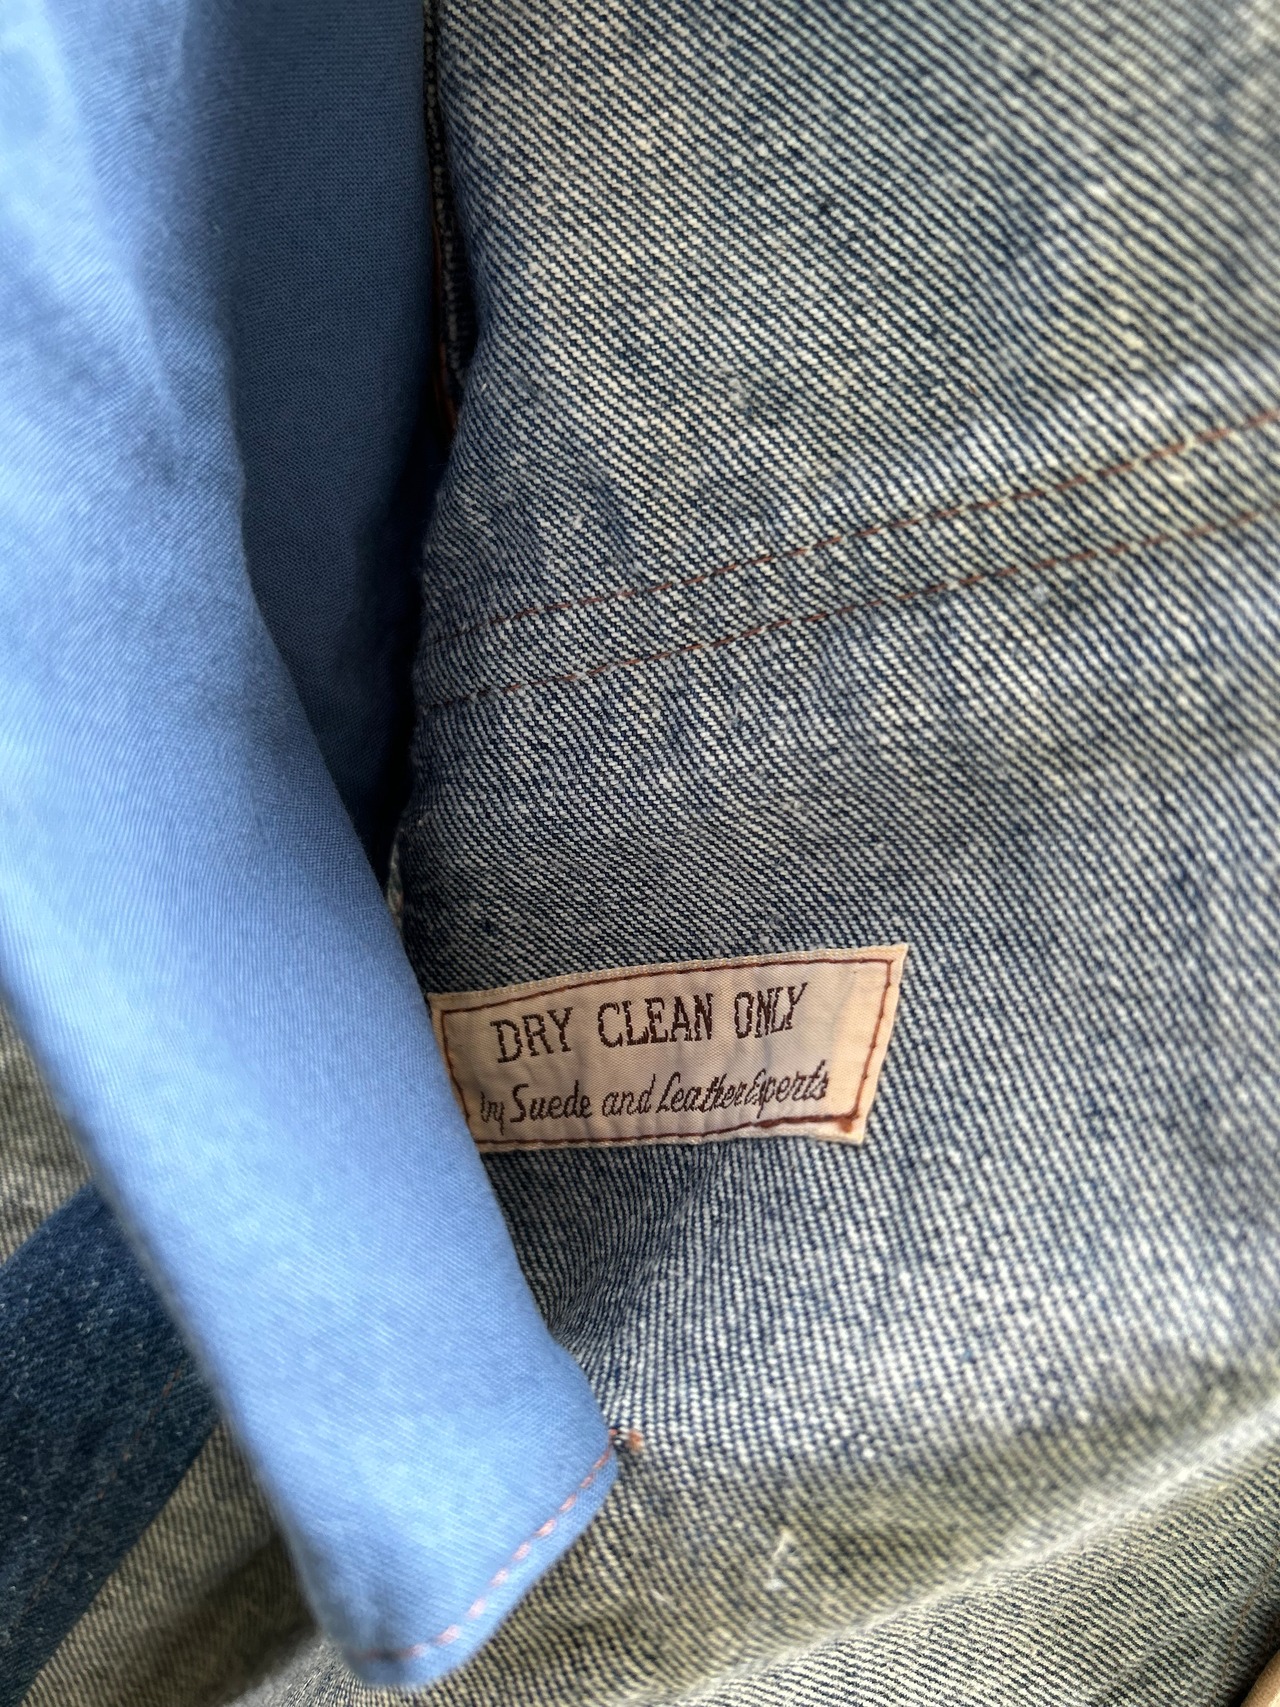 DRY CLEAN ONLY
by Suede and Leather Experts